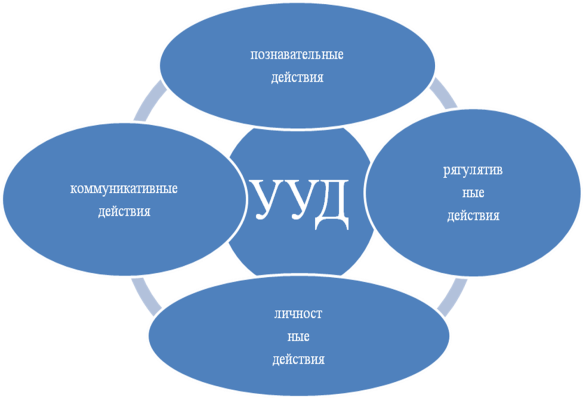 познавательные
действия
коммуникативные
действия
УУД
рягулятив
ные
действия
личност
ные
действия